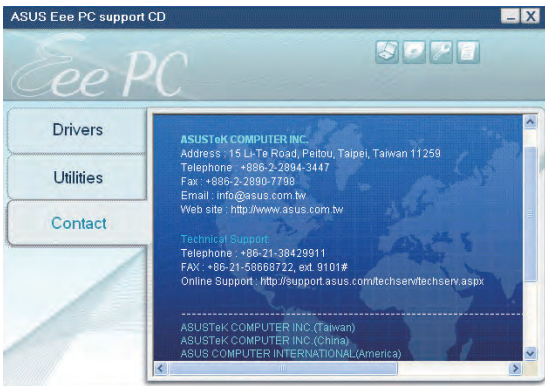 ASUS Eee PC support CD
Eee PC
Drivers
Utilities
Contact
ASUSTeK COMPUTER INC.
Address : 15 Li-Te Road, Peitou, Taipei, Taiwan 11259
Telephone : +886-2-2894-3447
Fax : +886-2-2890-7798
Email : info@asus.com.tw
Web site : http://www.asus.com.tw
Technical Support:
Telephone : +86-21-38429911
FAX : +86-21-58668722, ext. 9101#
Online Support : http://support.asus.com/techserv/techserv.aspx
ASUSTeK COMPUTER INC.(Taiwan)
ASUSTeK COMPUTER INC.(China)
ASUS COMPUTER INTERNATIONAL(America)